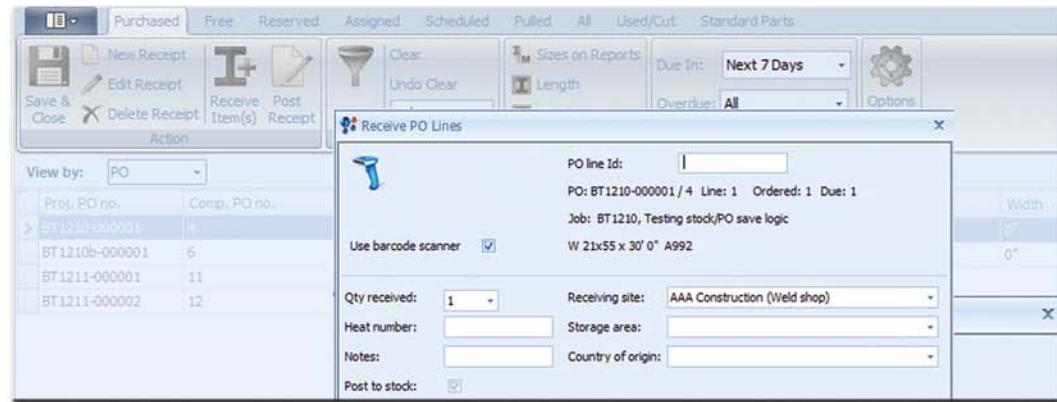 Purchased Free Reserved Assigned Scheduled Pulled All Used/Cut Standard Parts
Save & Close
New Receipt
Edit Receipt
Delete Receipt
Receive Item(s)
Post Receipt
Action
Clear
Undo Clear
Sizes on Reports
Length
Due In: Next 7 Days
Overdue: All
Options
View by: PO
Proj. PO no. Comp. PO no. Width
BT1210-000001 4 0"
BT1210b-000001 6 0"
BT1211-000001 11
BT1211-000002 12
Receive PO Lines
PO line Id:
PO: BT1210-000001 / 4 Line: 1 Ordered: 1 Due: 1
Job: BT1210, Testing stock/PO save logic
Use barcode scanner W 21x55 x 30' 0" A992
Qty received: 1 Receiving site: AAA Construction (Weld shop)
Heat number: Storage area:
Notes: Country of origin:
Post to stock: